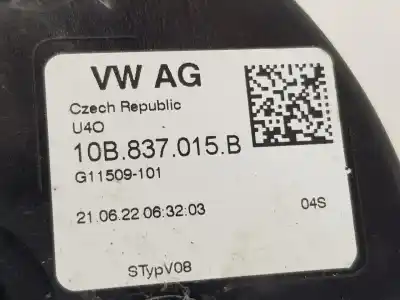 VW AG
Czech Republic
U4O
10B.837.015.B
G11509-101
21.06.22 06:32:03
04S
STypV08